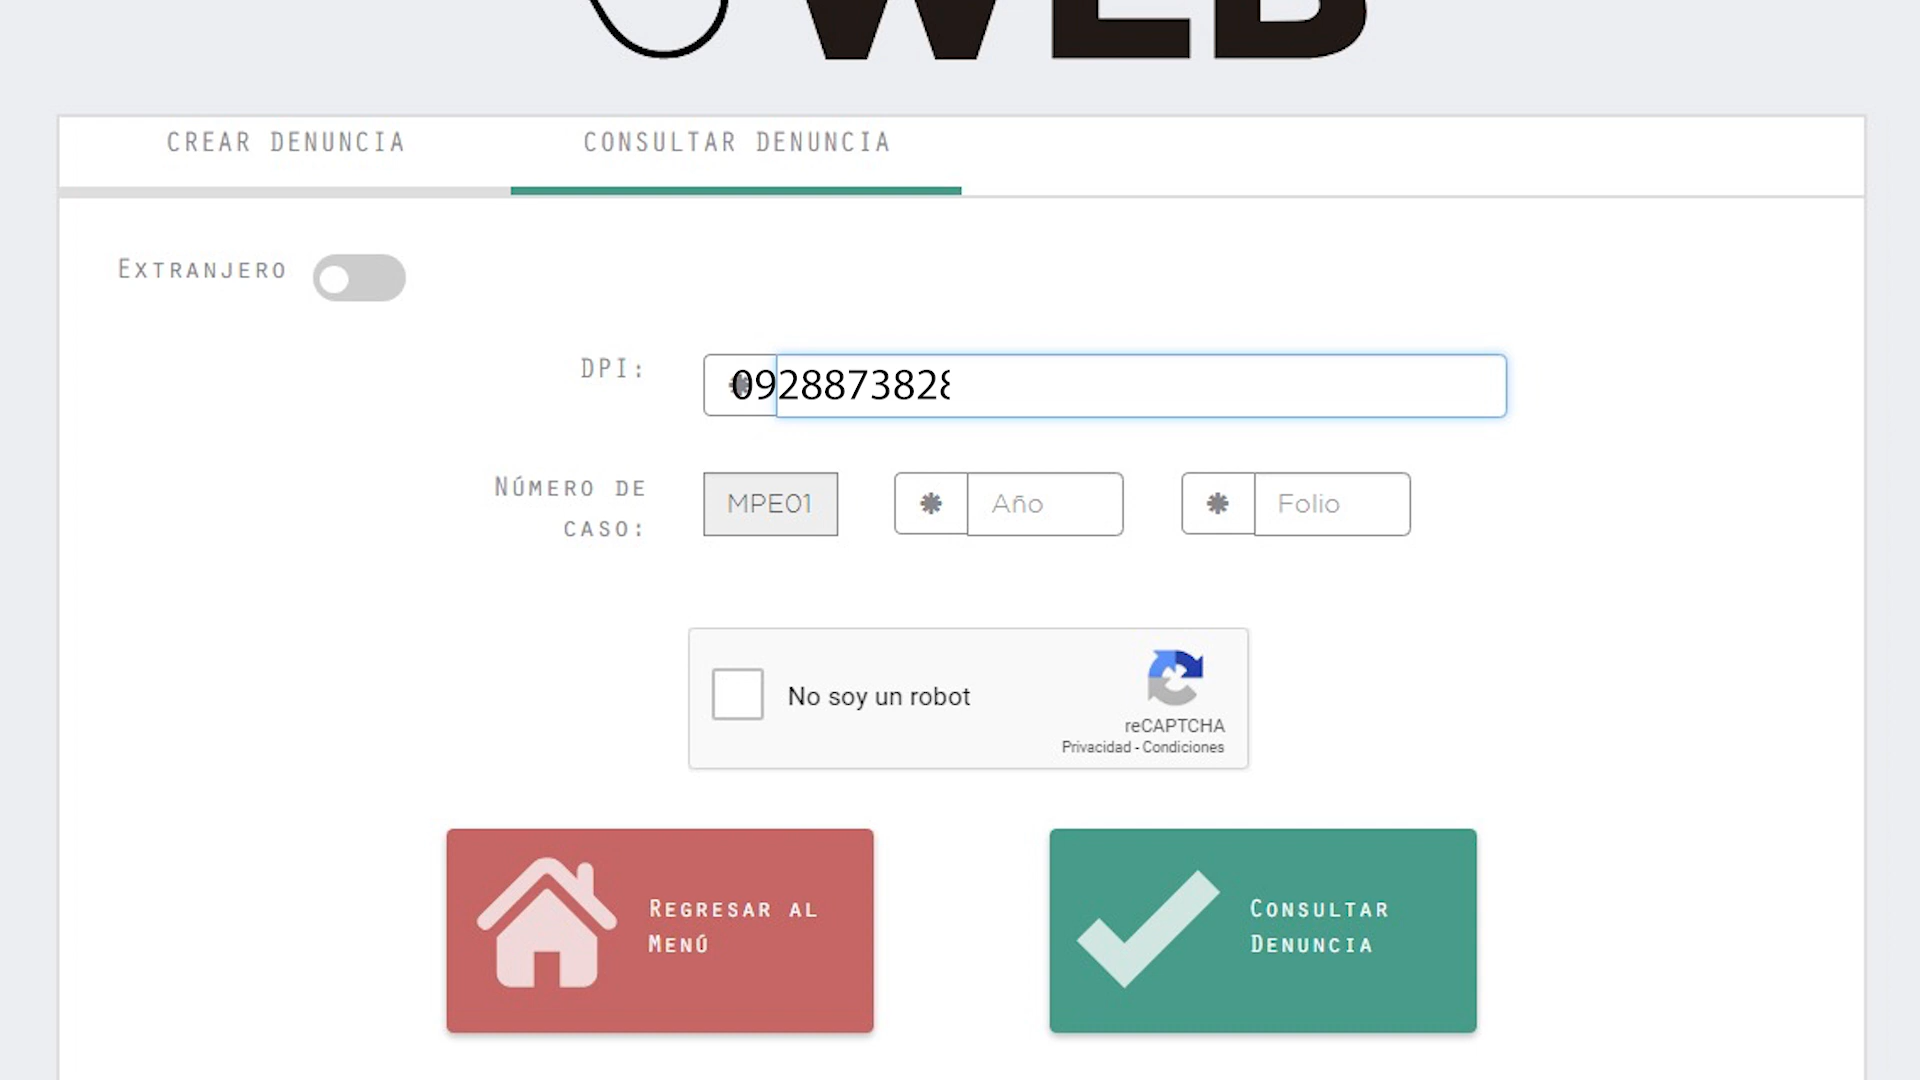 WEB
CREAR DENUNCIA
CONSULTAR DENUNCIA
EXTRANJERO
DPI:
0928873828
NÚMERO DE
CASO:
MPE01
Año
Folio
No soy un robot
reCAPTCHA
Privacidad - Condiciones
REGRESAR AL
MENÚ
CONSULTAR
DENUNCIA